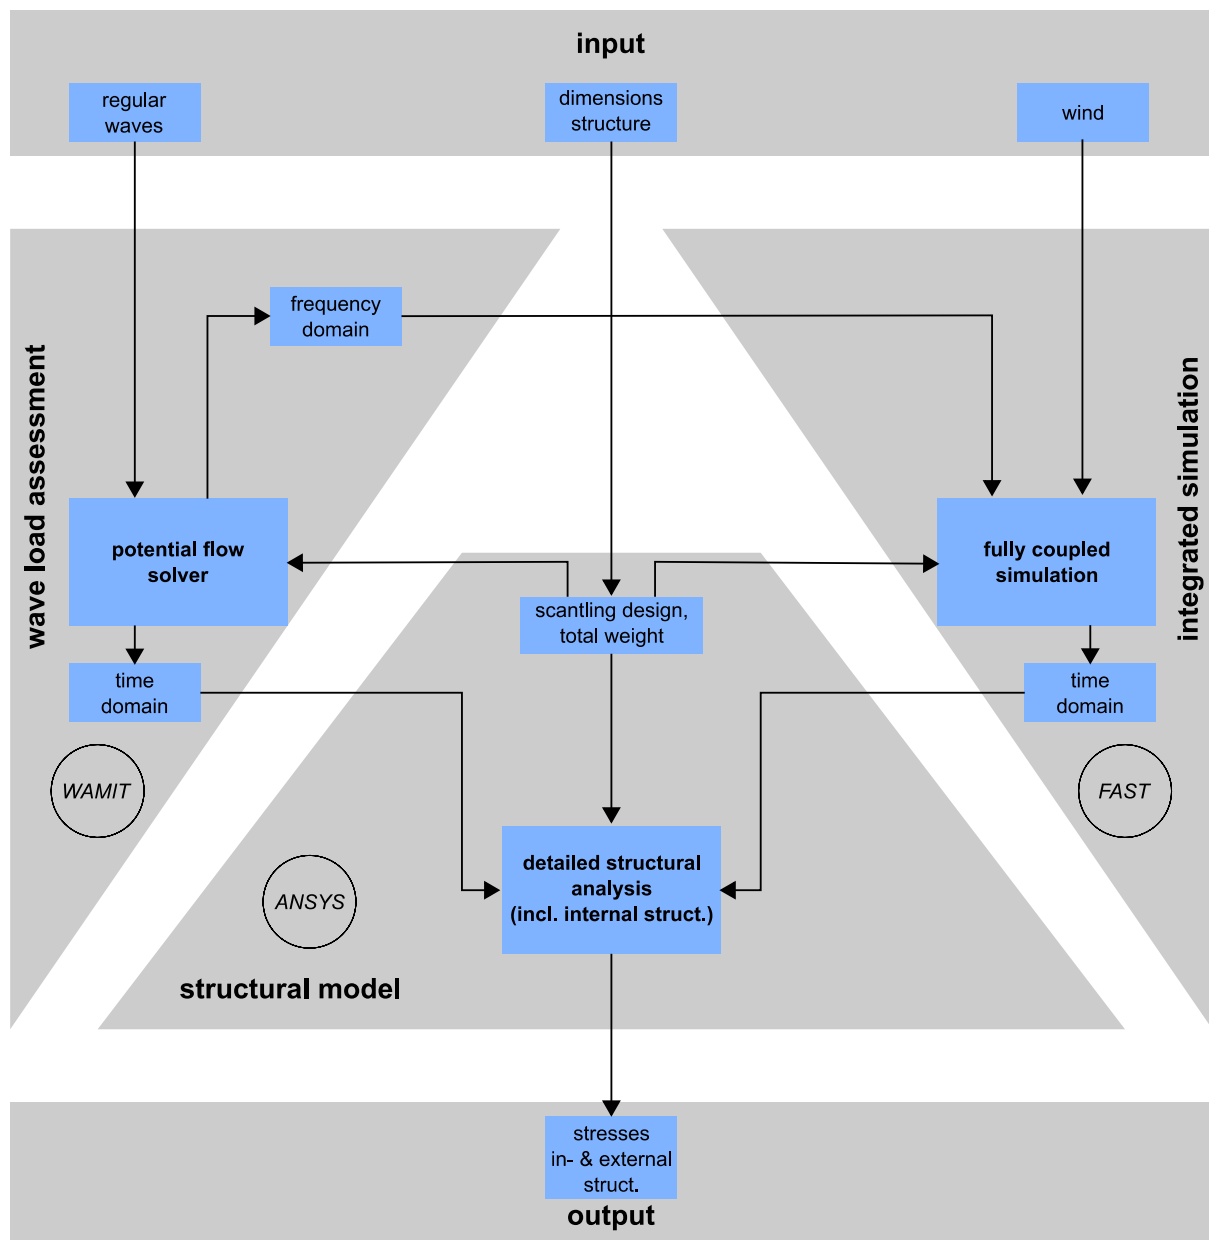 input
regular
waves
dimensions
structure
wind
frequency
domain
wave load assessment
integrated simulation
potential flow
solver
fully coupled
simulation
scantling design,
total weight
time
domain
time
domain
WAMIT
FAST
detailed structural
analysis
(incl. internal struct.)
ANSYS
structural model
stresses
in- & external
struct.
output